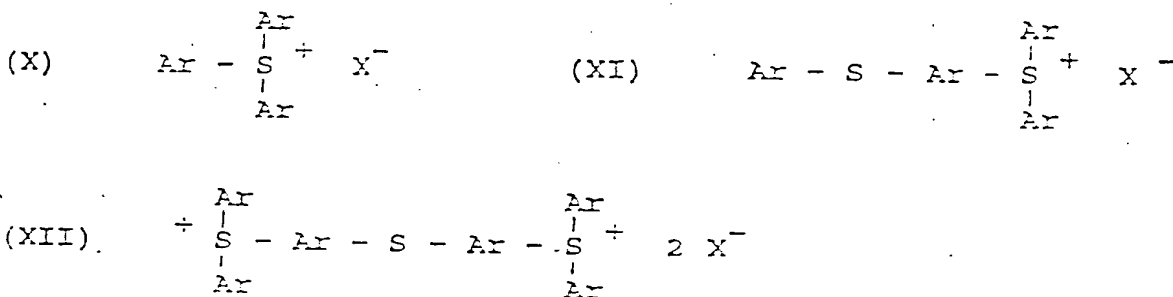 Ar Ar
(X) Ar - S + X⁻ (XI) Ar - S - Ar - S + X⁻
Ar Ar
Ar Ar
(XII) + S - Ar - S - Ar - S + 2 X⁻
Ar Ar